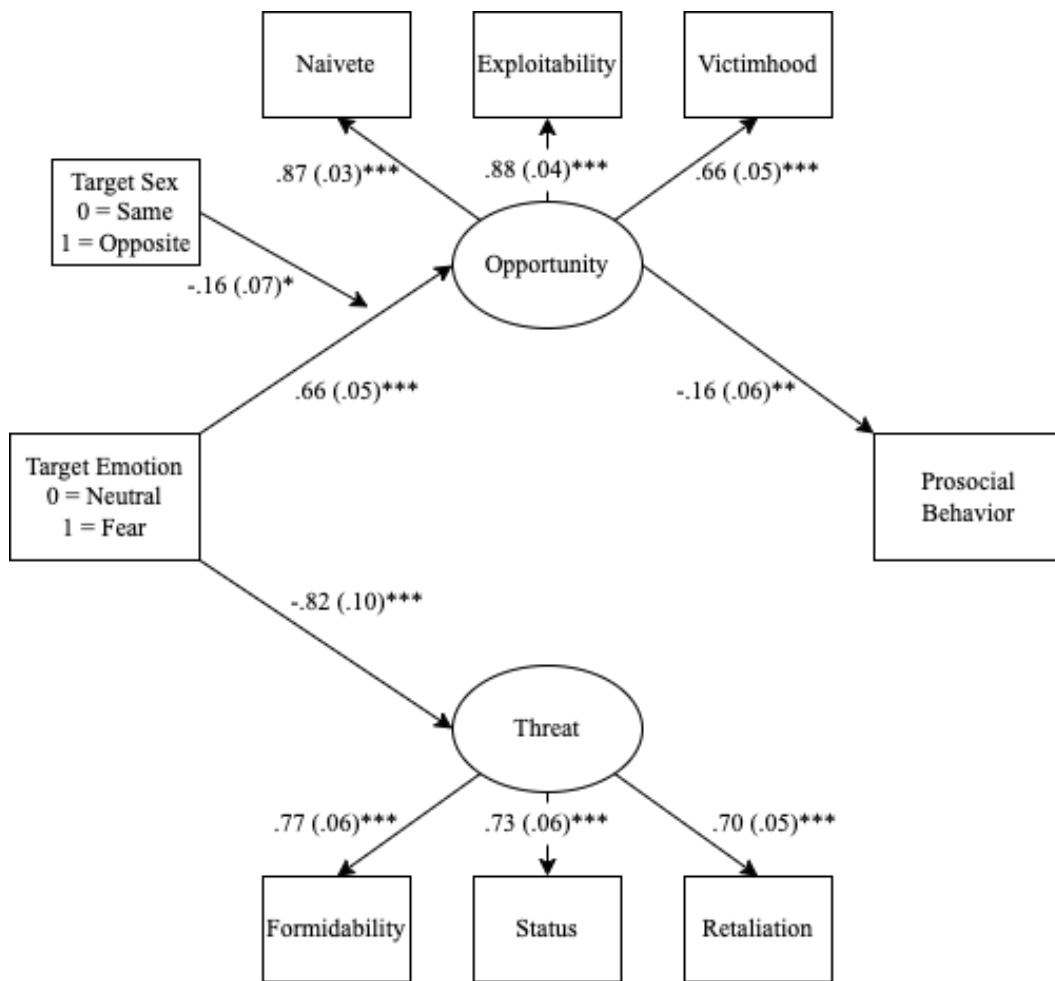 Naivete
Exploitability
Victimhood
.87 (.03)***
.88 (.04)***
.66 (.05)***
Target Sex
0 = Same
1 = Opposite
-.16 (.07)*
Opportunity
.66 (.05)***
-.16 (.06)**
Target Emotion
0 = Neutral
1 = Fear
Prosocial
Behavior
-.82 (.10)***
Threat
.77 (.06)***
.73 (.06)***
.70 (.05)***
Formidability
Status
Retaliation